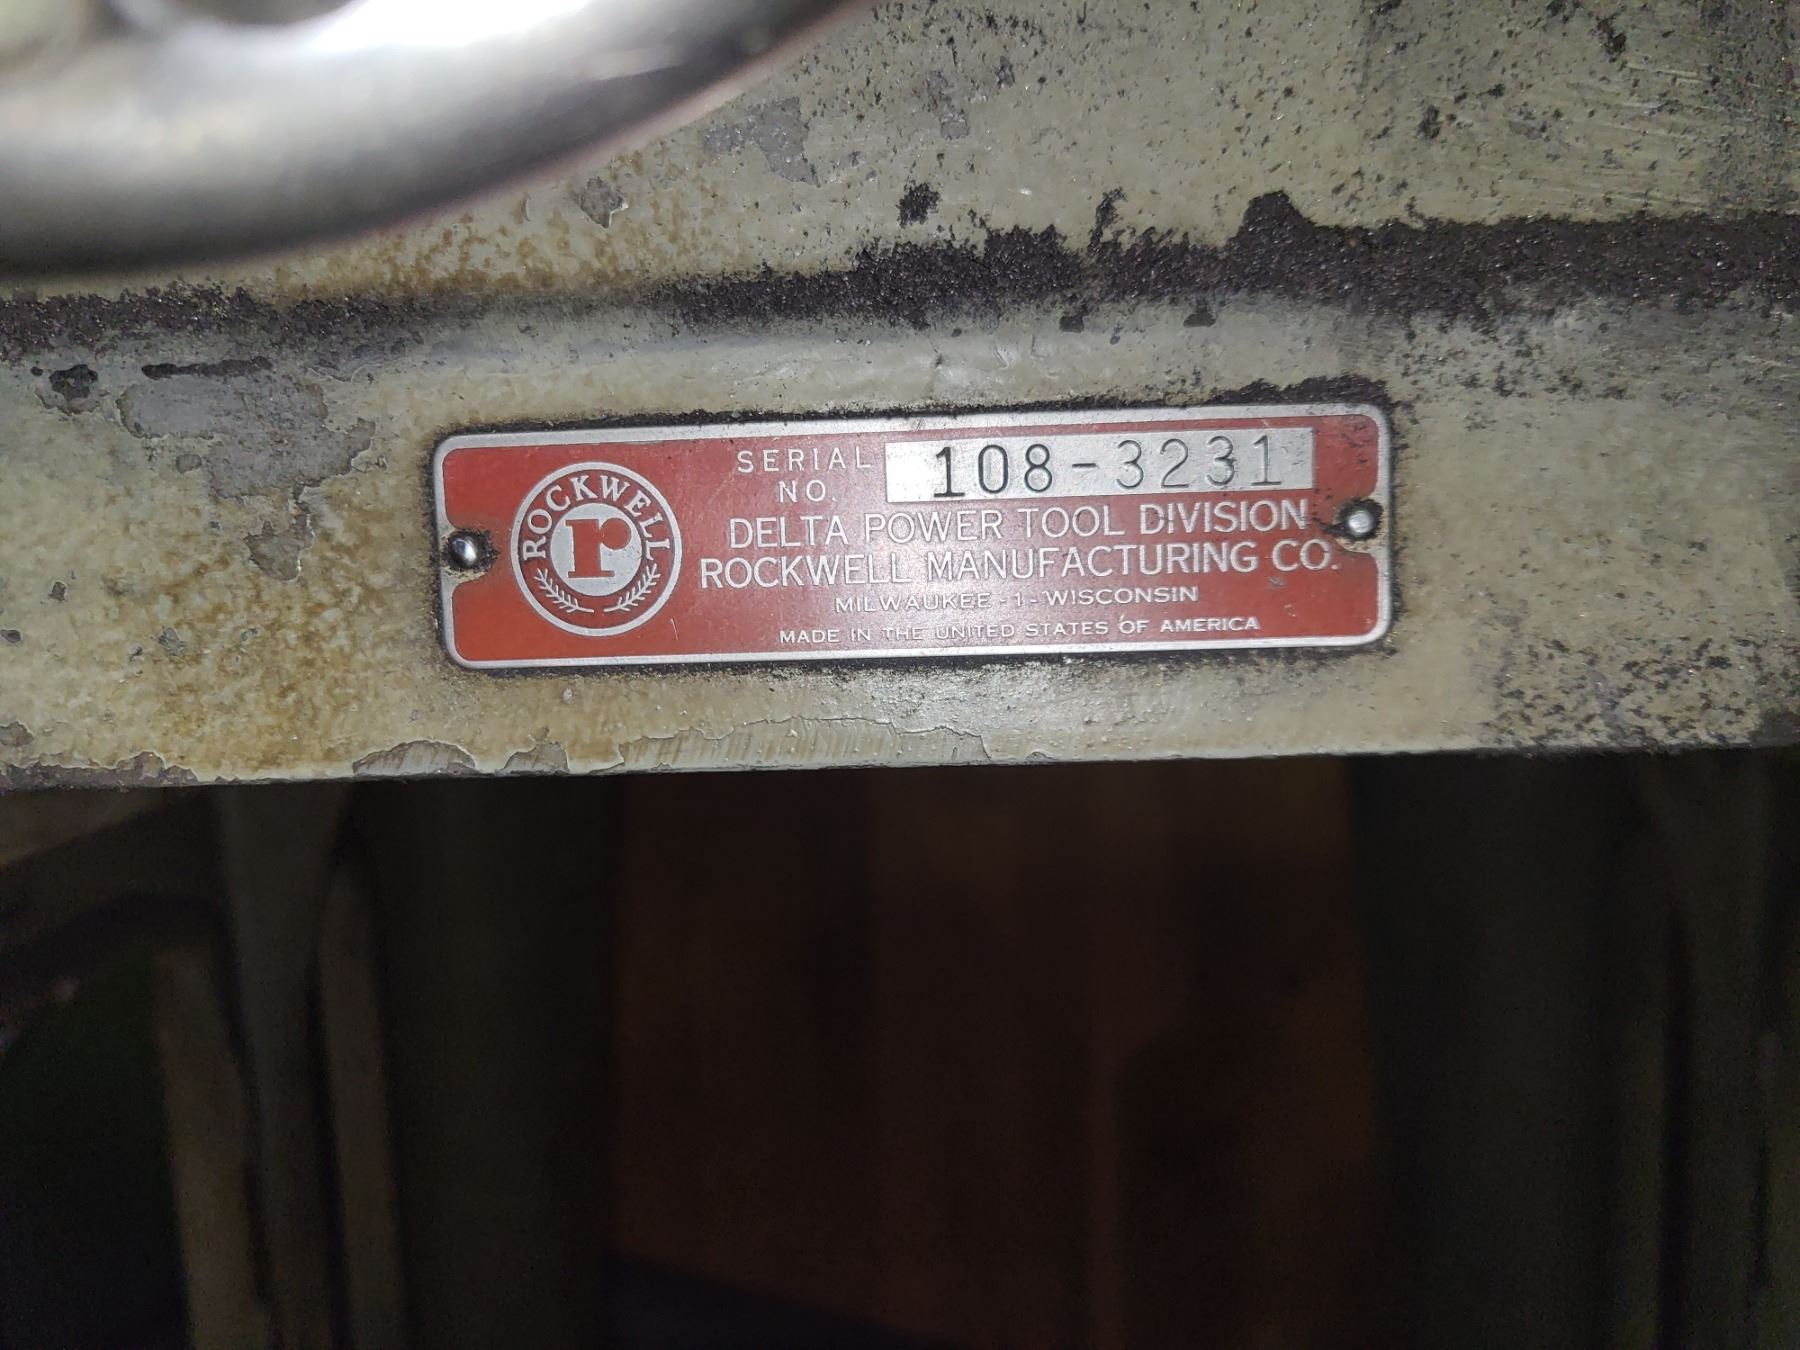 SERIAL NO. 108-3231
ROCKWELL
r
DELTA POWER TOOL DIVISION
ROCKWELL MANUFACTURING CO.
MILWAUKEE - 1 - WISCONSIN
MADE IN THE UNITED STATES OF AMERICA